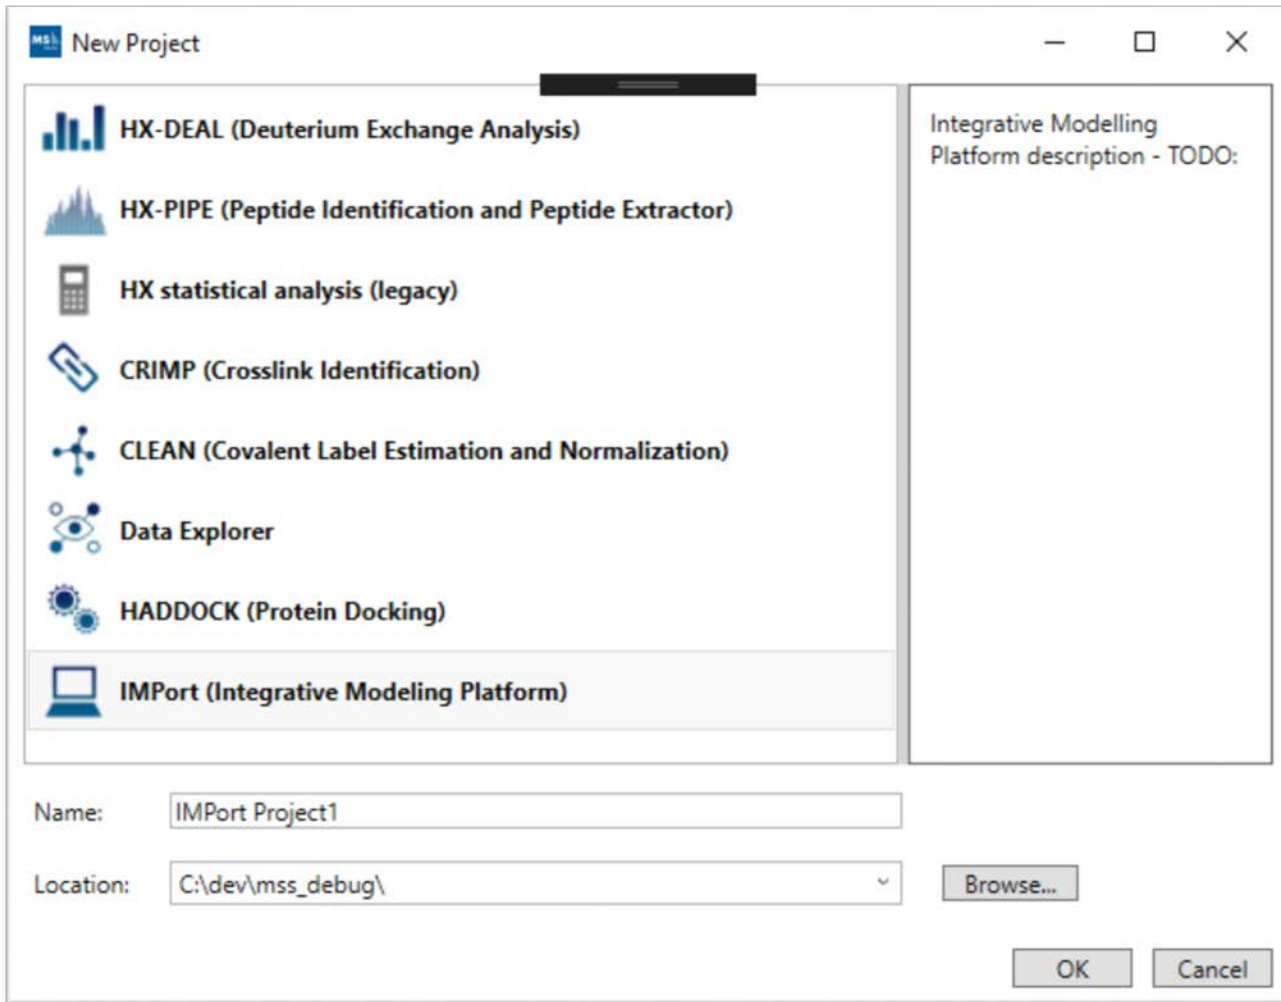 MS
New Project
HX-DEAL (Deuterium Exchange Analysis)
HX-PIPE (Peptide Identification and Peptide Extractor)
HX statistical analysis (legacy)
CRIMP (Crosslink Identification)
CLEAN (Covalent Label Estimation and Normalization)
Data Explorer
HADDOCK (Protein Docking)
IMPort (Integrative Modeling Platform)
Integrative Modelling
Platform description - TODO:
Name: IMPort Project1
Location: C:\dev\mss_debug\ Browse...
OK Cancel